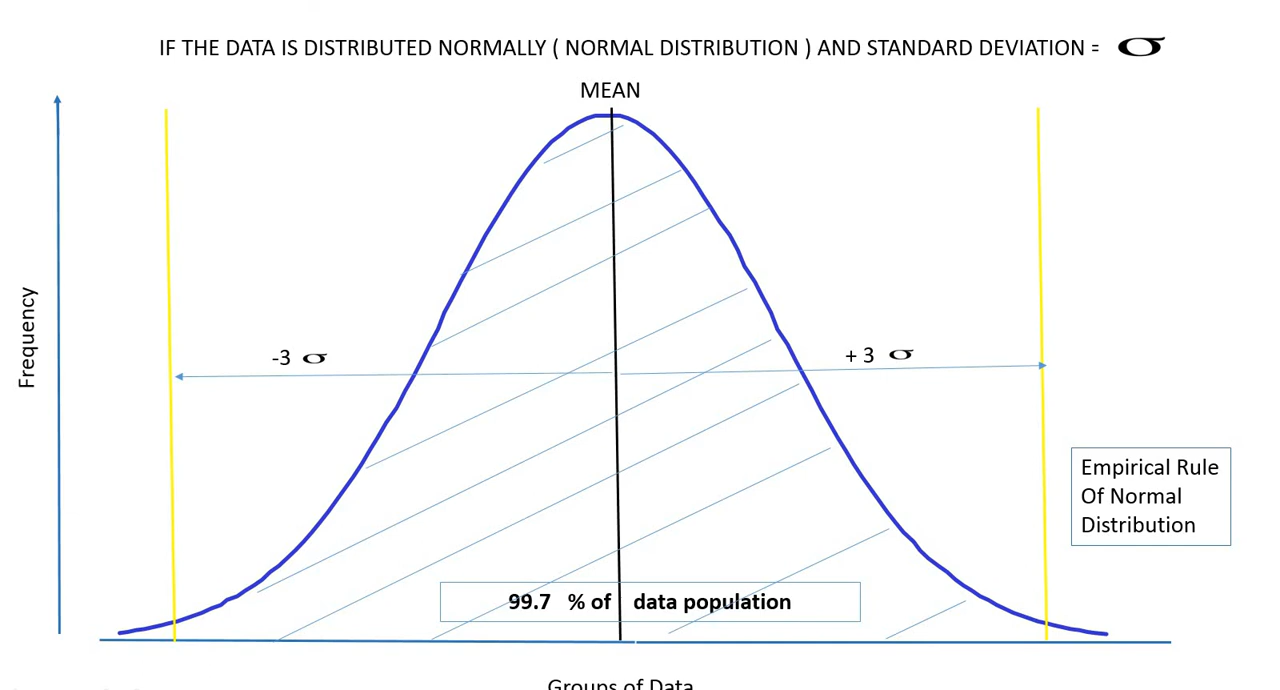 IF THE DATA IS DISTRIBUTED NORMALLY ( NORMAL DISTRIBUTION ) AND STANDARD DEVIATION = σ
MEAN
Frequency
-3 σ
+ 3 σ
Empirical Rule
Of Normal
Distribution
99.7 % of data population
Groups of Data